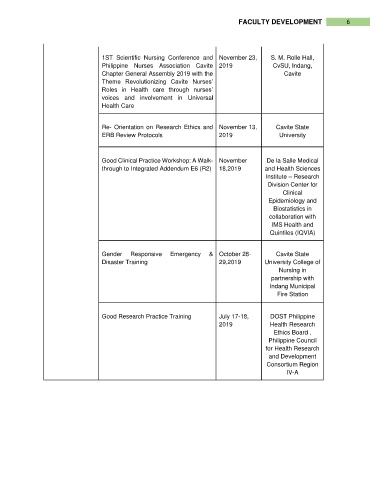 FACULTY DEVELOPMENT 6
1ST Scientific Nursing Conference and
Philippine Nurses Association Cavite
Chapter General Assembly 2019 with the
Theme Revolutionizing Cavite Nurses'
Roles in Health care through nurses'
voices and involvement in Universal
Health Care
November 23,
2019
S. M. Rolle Hall,
CvSU, Indang,
Cavite
Re- Orientation on Research Ethics and
ERB Review Protocols
November 13,
2019
Cavite State
University
Good Clinical Practice Workshop: A Walk-
through to Integrated Addendum E6 (R2)
November
18,2019
De la Salle Medical
and Health Sciences
Institute – Research
Division Center for
Clinical
Epidemiology and
Biostatistics in
collaboration with
IMS Health and
Quintiles (IQVIA)
Gender Responsive Emergency &
Disaster Training
October 28-
29,2019
Cavite State
University College of
Nursing in
partnership with
Indang Municipal
Fire Station
Good Research Practice Training
July 17-18,
2019
DOST Philippine
Health Research
Ethics Board ,
Philippine Council
for Health Research
and Development
Consortium Region
IV-A